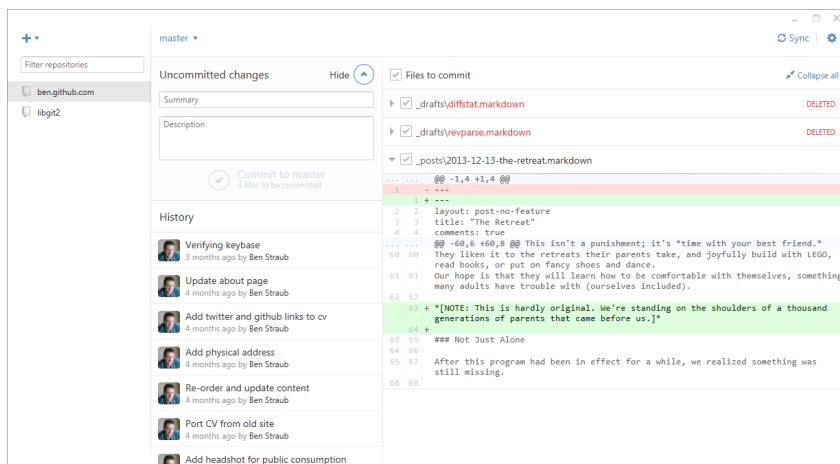 master
Sync
Filter repositories
ben.github.com
libgit2
Uncommitted changes
Hide
Summary
Description
Commit to master
3 files to be committed
History
Verifying keybase
3 months ago by Ben Straub
Update about page
4 months ago by Ben Straub
Add twitter and github links to cv
4 months ago by Ben Straub
Add physical address
4 months ago by Ben Straub
Re-order and update content
4 months ago by Ben Straub
Port CV from old site
4 months ago by Ben Straub
Add headshot for public consumption
Files to commit
Collapse all
_drafts\diffstat.markdown DELETED
_drafts\revparse.markdown DELETED
_posts\2013-12-13-the-retreat.markdown
... ... @@ -1,4 +1,4 @@
1 - ---
1 + ---
2 2 layout: post-no-feature
3 3 title: "The Retreat"
4 4 comments: true
... ... @@ -60,6 +60,8 @@ This isn't a punishment; it's *time with your best friend.*
60 60 They liken it to the retreats their parents take, and joyfully build with LEGO,
read books, or put on fancy shoes and dance.
61 61 Our hope is that they will learn how to be comfortable with themselves, something
many adults have trouble with (ourselves included).
62 62
63 + *[NOTE: This is hardly original. We're standing on the shoulders of a thousand
generations of parents that came before us.]*
64 +
63 65 ### Not Just Alone
64 66
65 67 After this program had been in effect for a while, we realized something was
still missing.
66 68